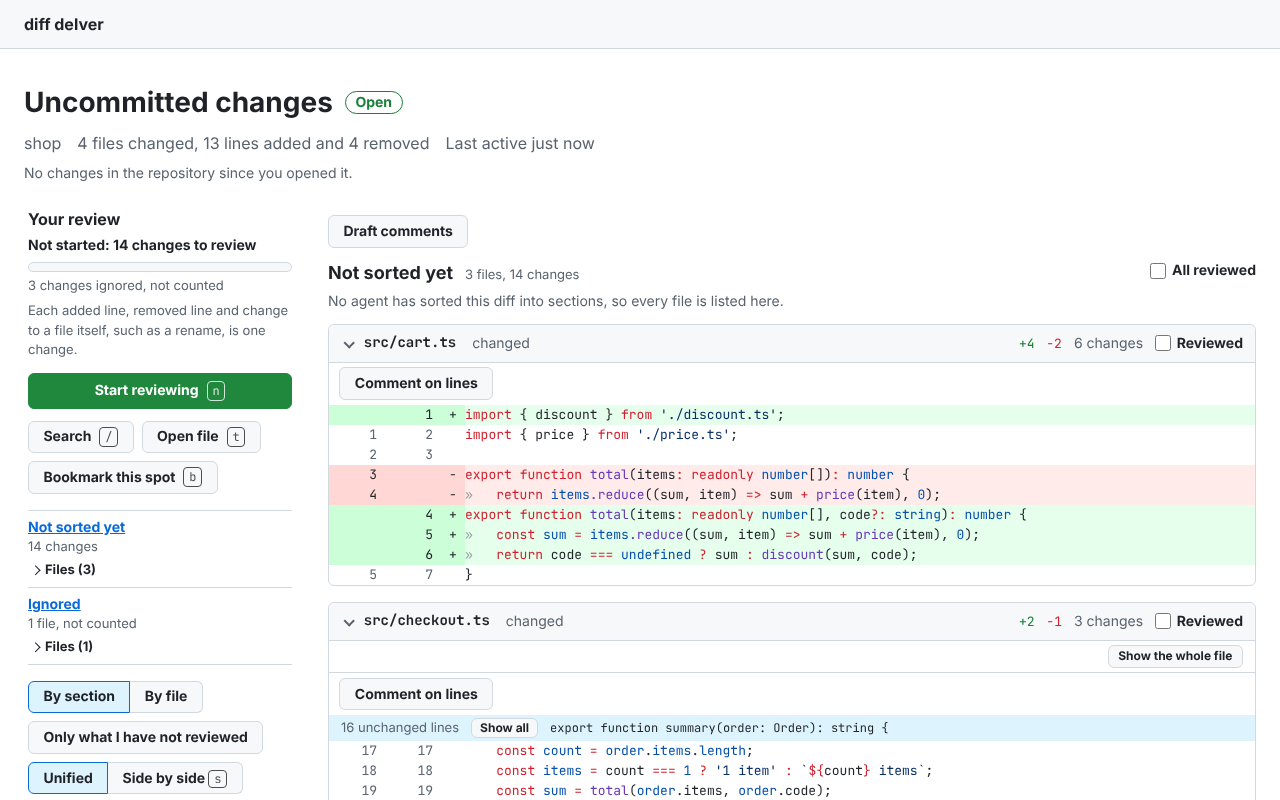 diff delver
Uncommitted changes Open
shop 4 files changed, 13 lines added and 4 removed Last active just now
No changes in the repository since you opened it.
Your review
Not started: 14 changes to review
3 changes ignored, not counted
Each added line, removed line and change
to a file itself, such as a rename, is one
change.
Start reviewing n
Search / Open file t
Bookmark this spot b
Not sorted yet
14 changes
Files (3)
Ignored
1 file, not counted
Files (1)
By section By file
Only what I have not reviewed
Unified Side by side s
Draft comments
Not sorted yet 3 files, 14 changes All reviewed
No agent has sorted this diff into sections, so every file is listed here.
src/cart.ts changed +4 -2 6 changes Reviewed
Comment on lines
1 + import { discount } from './discount.ts';
1 2 import { price } from './price.ts';
2 3
3 - export function total(items: readonly number[]): number {
4 - » return items.reduce((sum, item) => sum + price(item), 0);
4 + export function total(items: readonly number[], code?: string): number {
5 + » const sum = items.reduce((sum, item) => sum + price(item), 0);
6 + » return code === undefined ? sum : discount(sum, code);
5 7 }
src/checkout.ts changed +2 -1 3 changes Reviewed
Show the whole file
Comment on lines
16 unchanged lines Show all export function summary(order: Order): string {
17 17 const count = order.items.length;
18 18 const items = count === 1 ? '1 item' : `${count} items`;
19 19 const sum = total(order.items, order.code);